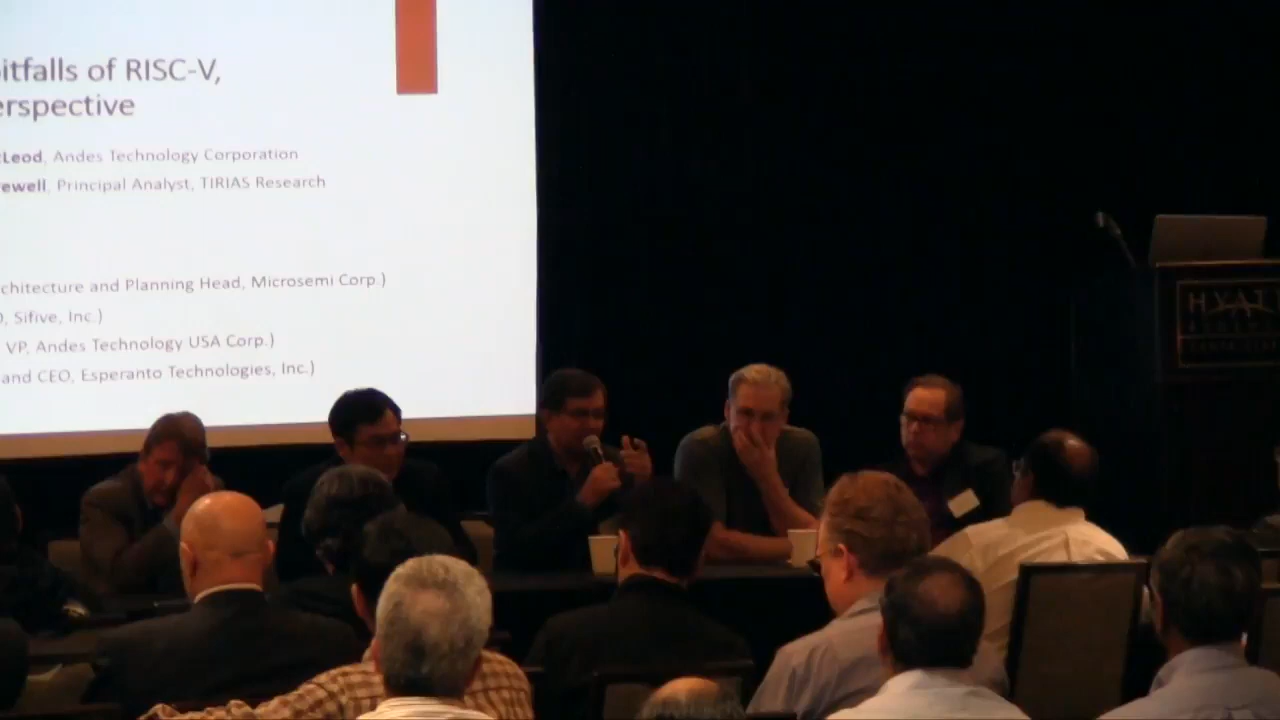 itfalls of RISC-V,
erspective
Leod, Andes Technology Corporation
ewell, Principal Analyst, TIRIAS Research
chitecture and Planning Head, Microsemi Corp.)
, Sifive, Inc.)
VP, Andes Technology USA Corp.)
and CEO, Esperanto Technologies, Inc.)
HYATT